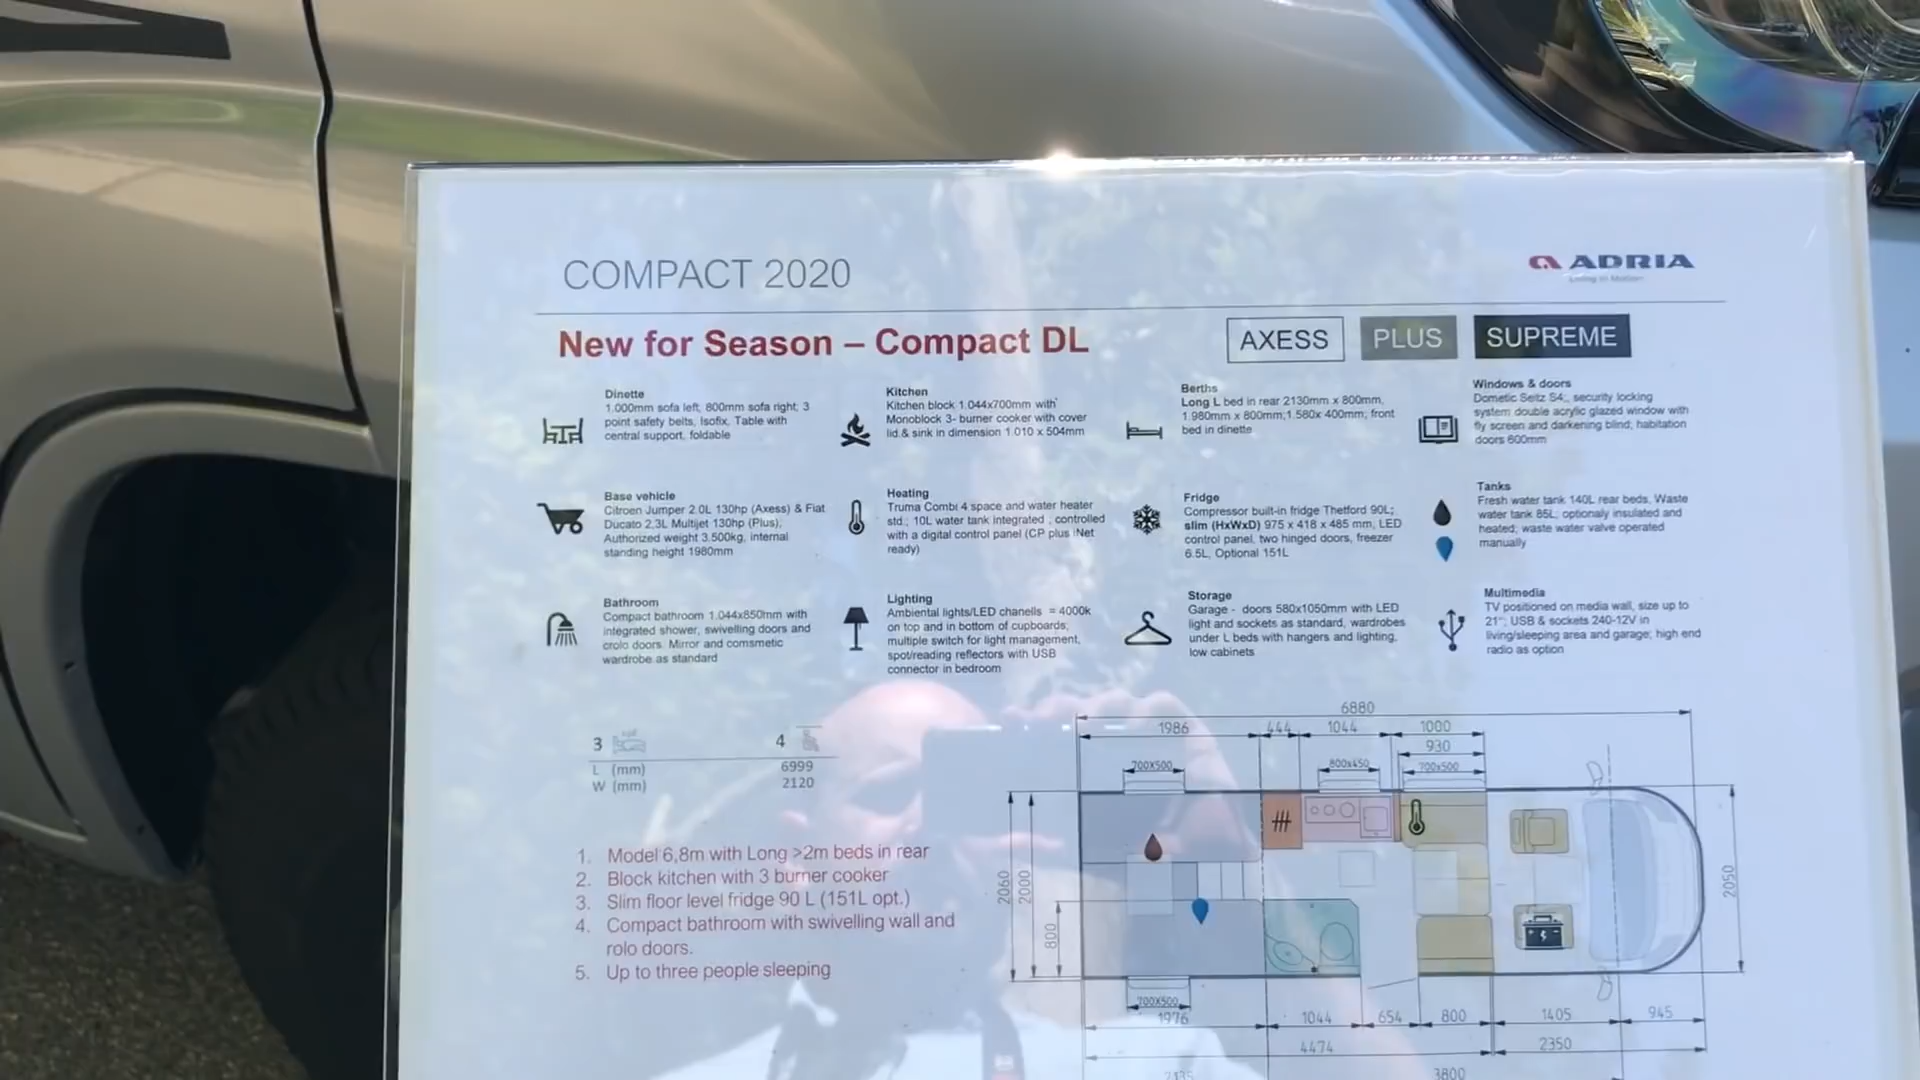 COMPACT 2020
ADRIA
Living in Motion
New for Season – Compact DL
AXESS
PLUS
SUPREME
Dinette
1.000mm sofa left, 800mm sofa right; 3
point safety belts, Isofix, Table with
central support, foldable
Kitchen
Kitchen block 1.044x700mm with
Monoblock 3- burner cooker with cover
lid & sink in dimension 1.010 x 504mm
Berths
Long L bed in rear 2130mm x 800mm,
1.980mm x 800mm;1.580x 400mm; front
bed in dinette
Windows & doors
Dometic Seitz S4;, security locking
system double acrylic glazed window with
fly screen and darkening blind; habitation
doors 600mm
Base vehicle
Citroen Jumper 2.0L 130hp (Axess) & Fiat
Ducato 2,3L Multijet 130hp (Plus),
Authorized weight 3.500kg, internal
standing height 1980mm
Heating
Truma Combi 4 space and water heater
std.; 10L water tank integrated , controlled
with a digital control panel (CP plus iNet
ready)
Fridge
Compressor built-in fridge Thetford 90L;
slim (HxWxD) 975 x 418 x 485 mm, LED
control panel, two hinged doors, freezer
6.5L, Optional 151L
Tanks
Fresh water tank 140L rear beds, Waste
water tank 85L; optionaly insulated and
heated; waste water valve operated
manually
Bathroom
Compact bathroom 1.044x850mm with
integrated shower, swivelling doors and
crolo doors. Mirror and comsmetic
wardrobe as standard
Lighting
Ambiental lights/LED chanells = 4000k
on top and in bottom of cupboards;
multiple switch for light management,
spot/reading reflectors with USB
connector in bedroom
Storage
Garage - doors 580x1050mm with LED
light and sockets as standard, wardrobes
under L beds with hangers and lighting,
low cabinets
Multimedia
TV positioned on media wall, size up to
21"; USB & sockets 240-12V in
living/sleeping area and garage; high end
radio as option
3 4
L (mm) 6999
W (mm) 2120
1. Model 6,8m with Long >2m beds in rear
2. Block kitchen with 3 burner cooker
3. Slim floor level fridge 90 L (151L opt.)
4. Compact bathroom with swivelling wall and
rolo doors.
5. Up to three people sleeping
6880
1986 444 1044 1000
930
700x500 800x450 700x500
2060 2000 800 2050
700x500
1976 1044 654 800 1405 945
4474 2350
7135 3800